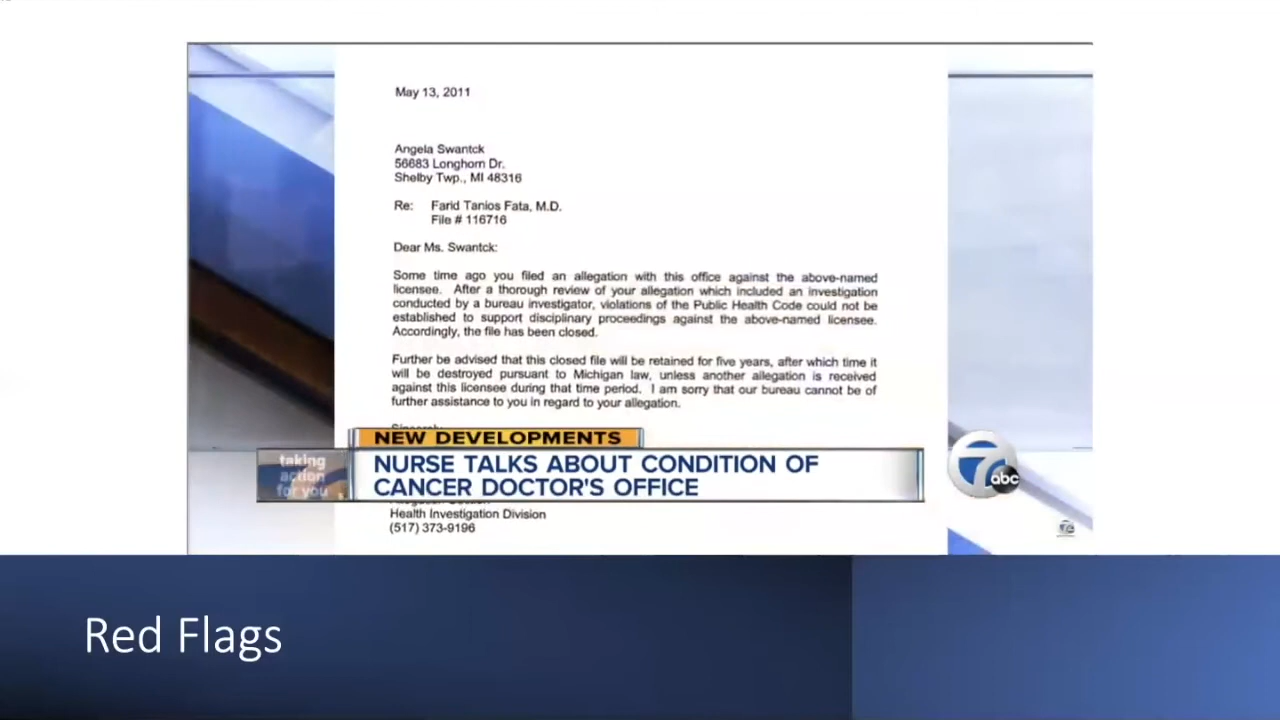 May 13, 2011
Angela Swantck
56683 Longhorn Dr.
Shelby Twp., MI 48316
Re: Farid Tanios Fata, M.D.
File # 116716
Dear Ms. Swantck:
Some time ago you filed an allegation with this office against the above-named
licensee. After a thorough review of your allegation which included an investigation
conducted by a bureau investigator, violations of the Public Health Code could not be
established to support disciplinary proceedings against the above-named licensee.
Accordingly, the file has been closed.
Further be advised that this closed file will be retained for five years, after which time it
will be destroyed pursuant to Michigan law, unless another allegation is received
against this licensee during that time period. I am sorry that our bureau cannot be of
further assistance to you in regard to your allegation.
NEW DEVELOPMENTS
taking
action
for you
NURSE TALKS ABOUT CONDITION OF
CANCER DOCTOR'S OFFICE
7
abc
Health Investigation Division
(517) 373-9196
Red Flags